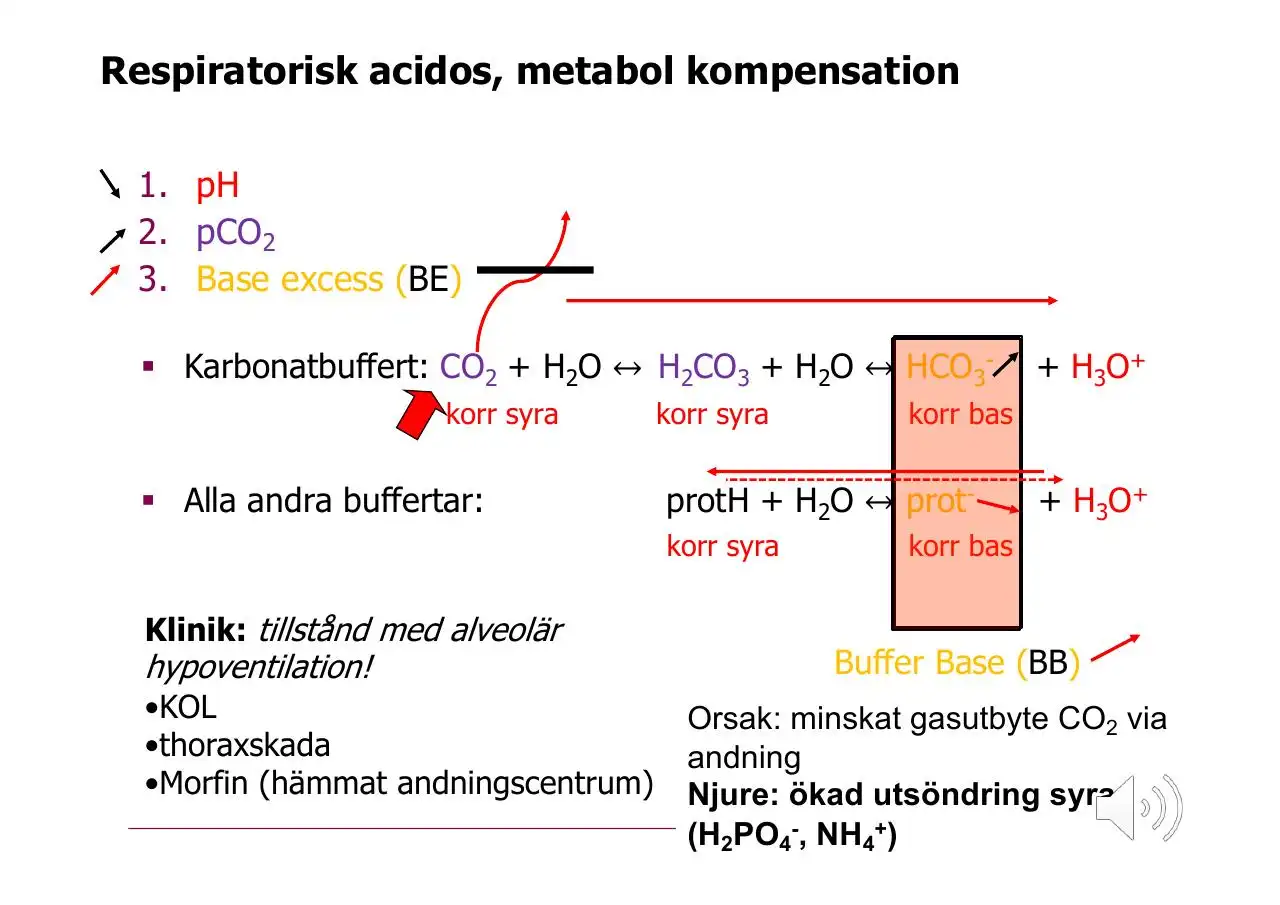 Respiratorisk acidos, metabol kompensation
1. pH
2. pCO₂
3. Base excess (BE)
▪ Karbonatbuffert: CO₂ + H₂O ↔ H₂CO₃ + H₂O ↔ HCO₃⁻ + H₃O⁺
korr syra korr syra korr bas
▪ Alla andra buffertar: protH + H₂O ↔ prot⁻ + H₃O⁺
korr syra korr bas
Klinik: tillstånd med alveolär
hypoventilation!
•KOL
•thoraxskada
•Morfin (hämmat andningscentrum)
Buffer Base (BB)
Orsak: minskat gasutbyte CO₂ via
andning
Njure: ökad utsöndring syra
(H₂PO₄⁻, NH₄⁺)